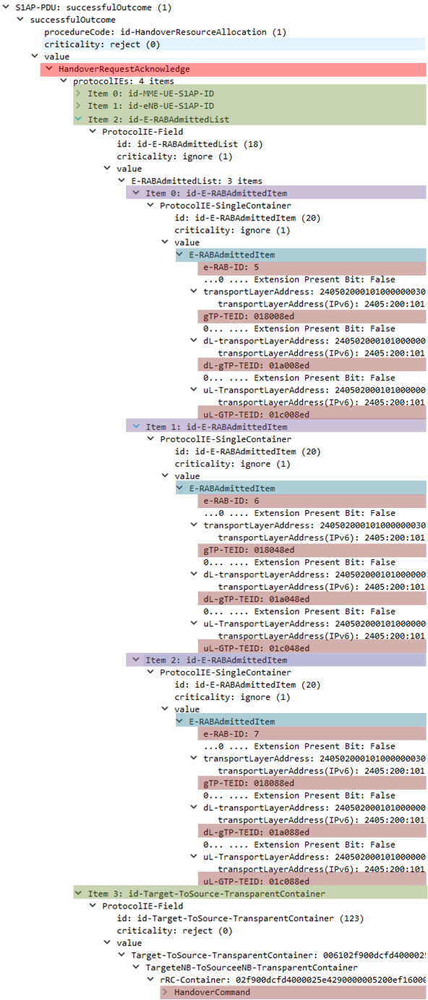 S1AP-PDU: successfulOutcome (1)
successfulOutcome
procedureCode: id-HandoverResourceAllocation (1)
criticality: reject (0)
value
HandoverRequestAcknowledge
protocolIEs: 4 items
Item 0: id-MME-UE-S1AP-ID
Item 1: id-eNB-UE-S1AP-ID
Item 2: id-E-RABAdmittedList
ProtocolIE-Field
id: id-E-RABAdmittedList (18)
criticality: ignore (1)
value
E-RABAdmittedList: 3 items
Item 0: id-E-RABAdmittedItem
ProtocolIE-SingleContainer
id: id-E-RABAdmittedItem (20)
criticality: ignore (1)
value
E-RABAdmittedItem
e-RAB-ID: 5
...0 .... Extension Present Bit: False
transportLayerAddress: 240502000101000000030
transportLayerAddress(IPv6): 2405:200:101
gTP-TEID: 018008ed
0... .... Extension Present Bit: False
dL-transportLayerAddress: 240502000101000000
transportLayerAddress(IPv6): 2405:200:101
dL-gTP-TEID: 01a008ed
0... .... Extension Present Bit: False
uL-TransportLayerAddress: 240502000101000000
transportLayerAddress(IPv6): 2405:200:101
uL-GTP-TEID: 01c008ed
Item 1: id-E-RABAdmittedItem
ProtocolIE-SingleContainer
id: id-E-RABAdmittedItem (20)
criticality: ignore (1)
value
E-RABAdmittedItem
e-RAB-ID: 6
...0 .... Extension Present Bit: False
transportLayerAddress: 240502000101000000030
transportLayerAddress(IPv6): 2405:200:101
gTP-TEID: 018048ed
0... .... Extension Present Bit: False
dL-transportLayerAddress: 240502000101000000
transportLayerAddress(IPv6): 2405:200:101
dL-gTP-TEID: 01a048ed
0... .... Extension Present Bit: False
uL-TransportLayerAddress: 240502000101000000
transportLayerAddress(IPv6): 2405:200:101
uL-GTP-TEID: 01c048ed
Item 2: id-E-RABAdmittedItem
ProtocolIE-SingleContainer
id: id-E-RABAdmittedItem (20)
criticality: ignore (1)
value
E-RABAdmittedItem
e-RAB-ID: 7
...0 .... Extension Present Bit: False
transportLayerAddress: 240502000101000000030
transportLayerAddress(IPv6): 2405:200:101
gTP-TEID: 018088ed
0... .... Extension Present Bit: False
dL-transportLayerAddress: 240502000101000000
transportLayerAddress(IPv6): 2405:200:101
dL-gTP-TEID: 01a088ed
0... .... Extension Present Bit: False
uL-TransportLayerAddress: 240502000101000000
transportLayerAddress(IPv6): 2405:200:101
uL-GTP-TEID: 01c088ed
Item 3: id-Target-ToSource-TransparentContainer
ProtocolIE-Field
id: id-Target-ToSource-TransparentContainer (123)
criticality: reject (0)
value
Target-ToSource-TransparentContainer: 006102f900dcfd4000025
TargeteNB-ToSourceeNB-TransparentContainer
rRC-Container: 02f900dcfd4000025e4290000005200ef16000
HandoverCommand